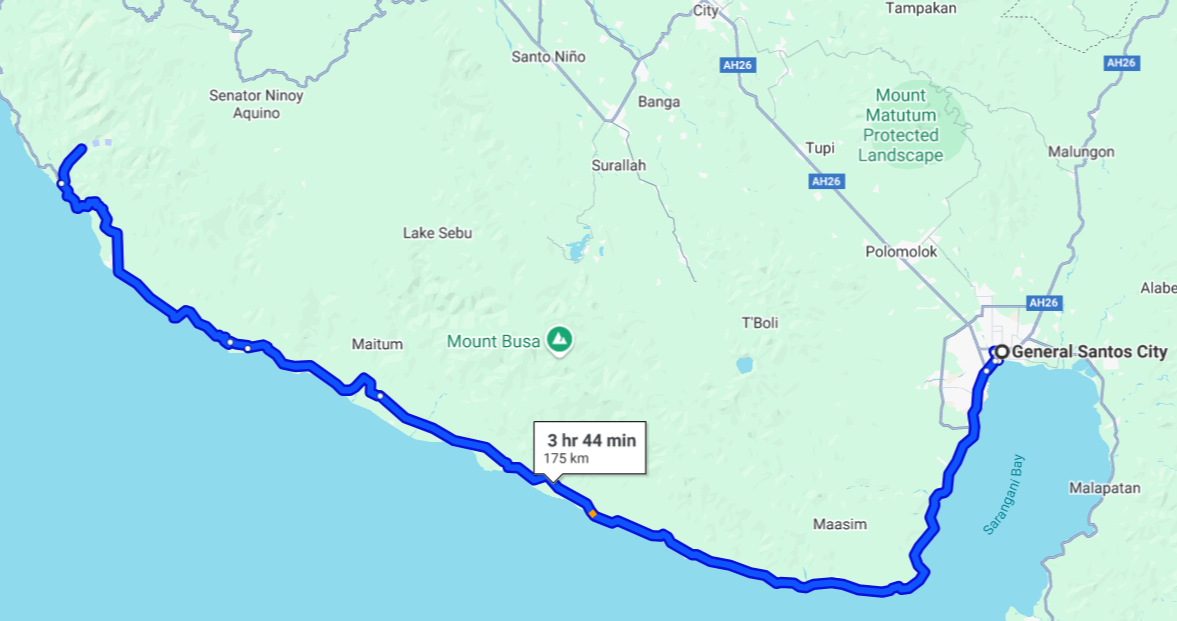 City
Tampakan
Santo Niño
AH26
AH26
Senator Ninoy
Aquino
Banga
Mount
Matutum
Protected
Landscape
Tupi
Malungon
Surallah
AH26
Lake Sebu
Polomolok
Alabe
AH26
T'Boli
Maitum
Mount Busa
General Santos City
3 hr 44 min
175 km
Sarangani Bay
Malapatan
Maasim